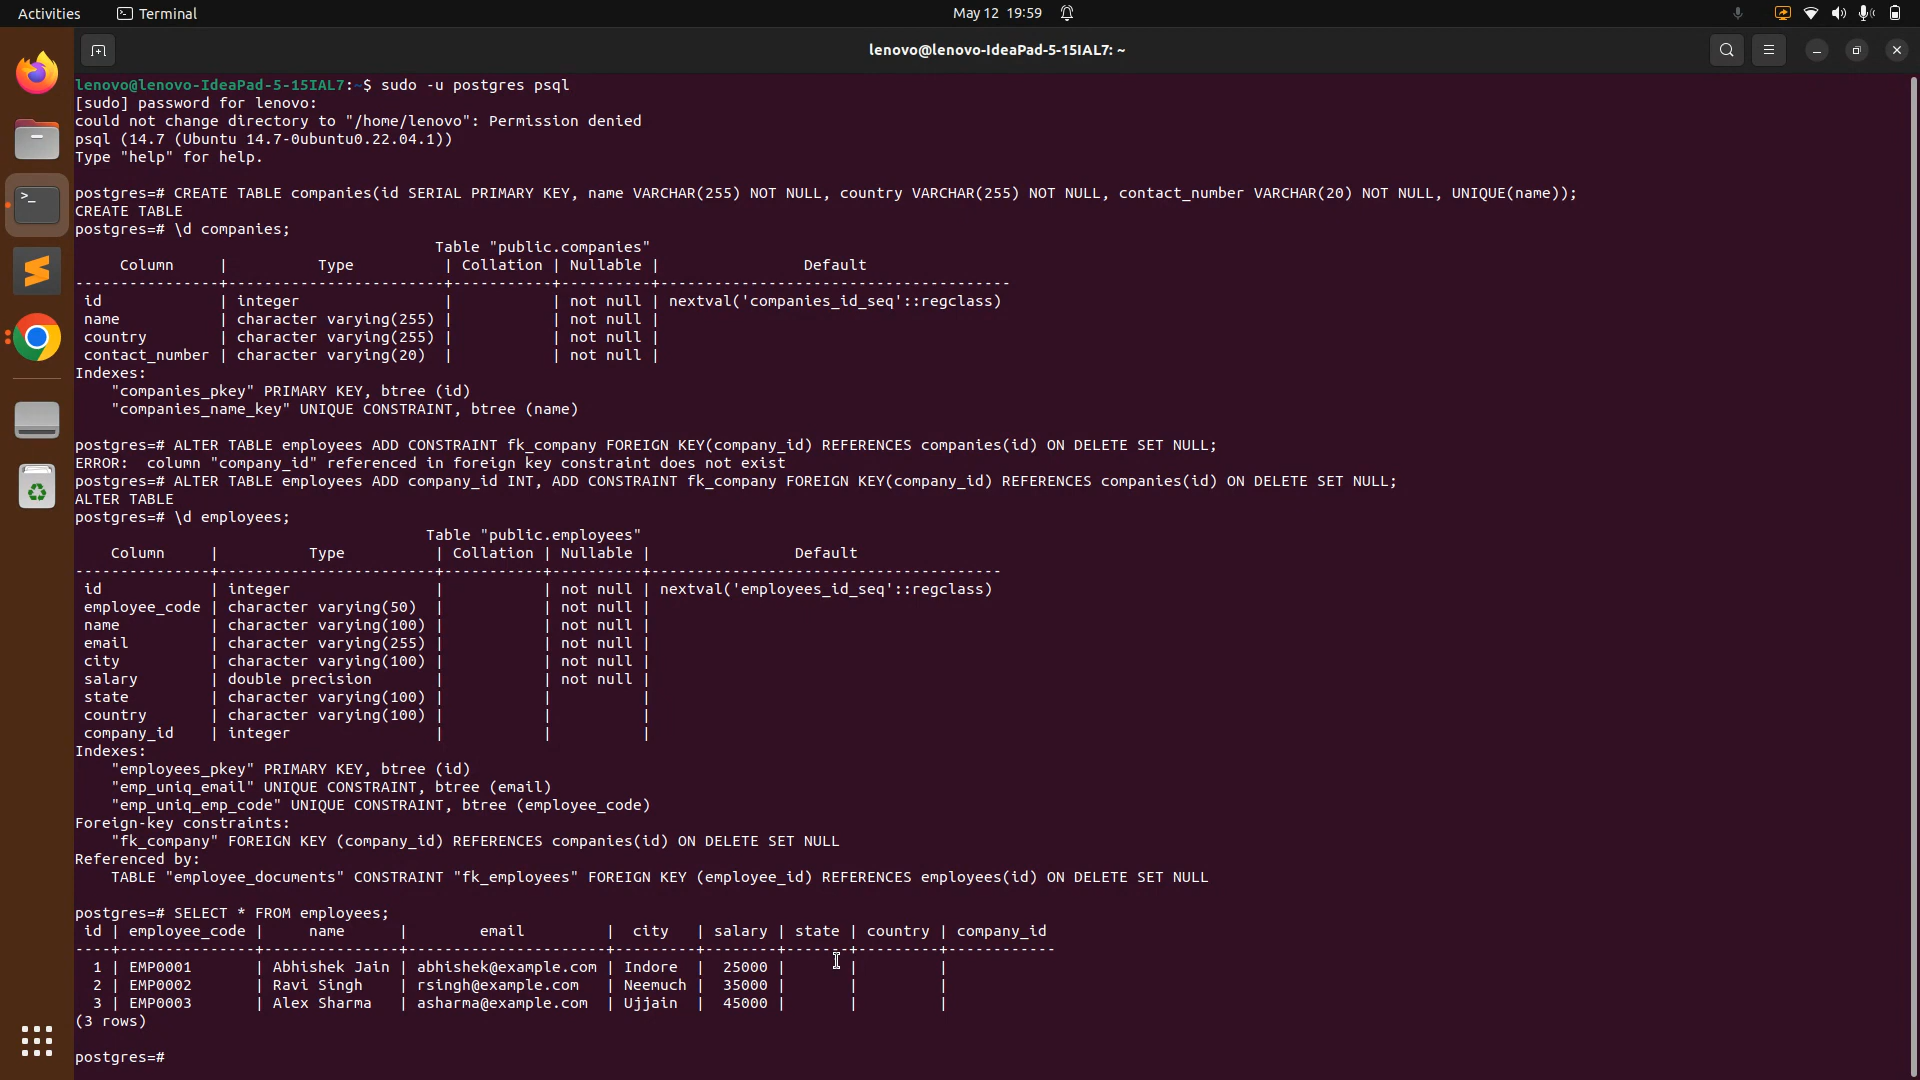 Activities
Terminal
May 12 19:59
lenovo@lenovo-IdeaPad-5-15IAL7: ~
lenovo@lenovo-IdeaPad-5-15IAL7:~$ sudo -u postgres psql
[sudo] password for lenovo:
could not change directory to "/home/lenovo": Permission denied
psql (14.7 (Ubuntu 14.7-0ubuntu0.22.04.1))
Type "help" for help.
postgres=# CREATE TABLE companies(id SERIAL PRIMARY KEY, name VARCHAR(255) NOT NULL, country VARCHAR(255) NOT NULL, contact_number VARCHAR(20) NOT NULL, UNIQUE(name));
CREATE TABLE
postgres=# \d companies;
                                        Table "public.companies"
     Column     |          Type          | Collation | Nullable |                Default
----------------+------------------------+-----------+----------+---------------------------------------
 id             | integer                |           | not null | nextval('companies_id_seq'::regclass)
 name           | character varying(255) |           | not null |
 country        | character varying(255) |           | not null |
 contact_number | character varying(20)  |           | not null |
Indexes:
    "companies_pkey" PRIMARY KEY, btree (id)
    "companies_name_key" UNIQUE CONSTRAINT, btree (name)
postgres=# ALTER TABLE employees ADD CONSTRAINT fk_company FOREIGN KEY(company_id) REFERENCES companies(id) ON DELETE SET NULL;
ERROR:  column "company_id" referenced in foreign key constraint does not exist
postgres=# ALTER TABLE employees ADD company_id INT, ADD CONSTRAINT fk_company FOREIGN KEY(company_id) REFERENCES companies(id) ON DELETE SET NULL;
ALTER TABLE
postgres=# \d employees;
                                       Table "public.employees"
    Column     |          Type          | Collation | Nullable |                Default
---------------+------------------------+-----------+----------+---------------------------------------
 id            | integer                |           | not null | nextval('employees_id_seq'::regclass)
 employee_code | character varying(50)  |           | not null |
 name          | character varying(100) |           | not null |
 email         | character varying(255) |           | not null |
 city          | character varying(100) |           | not null |
 salary        | double precision       |           | not null |
 state         | character varying(100) |           |          |
 country       | character varying(100) |           |          |
 company_id    | integer                |           |          |
Indexes:
    "employees_pkey" PRIMARY KEY, btree (id)
    "emp_uniq_email" UNIQUE CONSTRAINT, btree (email)
    "emp_uniq_emp_code" UNIQUE CONSTRAINT, btree (employee_code)
Foreign-key constraints:
    "fk_company" FOREIGN KEY (company_id) REFERENCES companies(id) ON DELETE SET NULL
Referenced by:
    TABLE "employee_documents" CONSTRAINT "fk_employees" FOREIGN KEY (employee_id) REFERENCES employees(id) ON DELETE SET NULL
postgres=# SELECT * FROM employees;
 id | employee_code |     name      |        email         |  city   | salary | state | country | company_id
----+---------------+---------------+----------------------+---------+--------+-------+---------+------------
  1 | EMP0001       | Abhishek Jain | abhishek@example.com | Indore  |  25000 |       |         |
  2 | EMP0002       | Ravi Singh    | rsingh@example.com   | Neemuch |  35000 |       |         |
  3 | EMP0003       | Alex Sharma   | asharma@example.com  | Ujjain  |  45000 |       |         |
(3 rows)
postgres=#